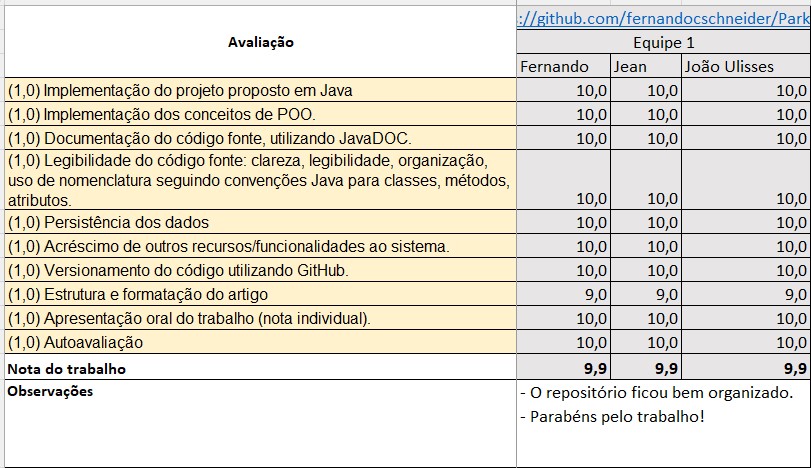 ://github.com/fernandocschneider/Park
Avaliação
Equipe 1
Fernando Jean João Ulisses
(1,0) Implementação do projeto proposto em Java 10,0 10,0 10,0
(1,0) Implementação dos conceitos de POO. 10,0 10,0 10,0
(1,0) Documentação do código fonte, utilizando JavaDOC. 10,0 10,0 10,0
(1,0) Legibilidade do código fonte: clareza, legibilidade, organização,
uso de nomenclatura seguindo convenções Java para classes, métodos,
atributos. 10,0 10,0 10,0
(1,0) Persistência dos dados 10,0 10,0 10,0
(1,0) Acréscimo de outros recursos/funcionalidades ao sistema. 10,0 10,0 10,0
(1,0) Versionamento do código utilizando GitHub. 10,0 10,0 10,0
(1,0) Estrutura e formatação do artigo 9,0 9,0 9,0
(1,0) Apresentação oral do trabalho (nota individual). 10,0 10,0 10,0
(1,0) Autoavaliação 10,0 10,0 10,0
Nota do trabalho 9,9 9,9 9,9
Observações - O repositório ficou bem organizado.
- Parabéns pelo trabalho!